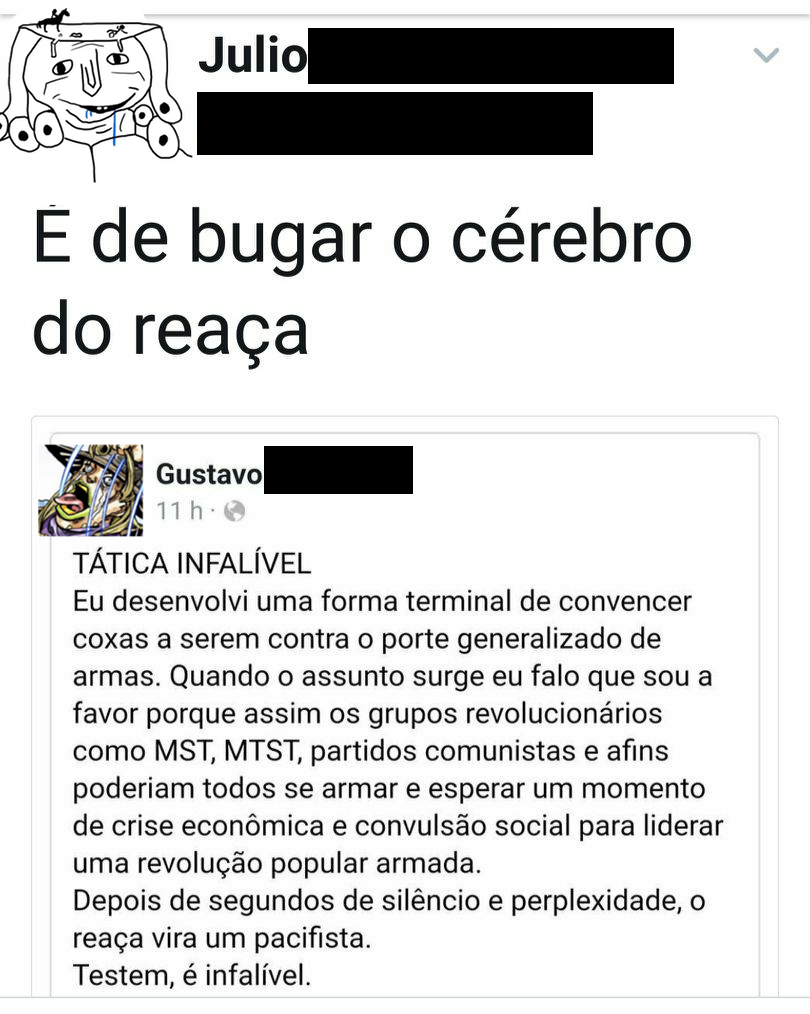 Julio
É de bugar o cérebro
do reaça
Gustavo
11 h ·
TÁTICA INFALÍVEL
Eu desenvolvi uma forma terminal de convencer
coxas a serem contra o porte generalizado de
armas. Quando o assunto surge eu falo que sou a
favor porque assim os grupos revolucionários
como MST, MTST, partidos comunistas e afins
poderiam todos se armar e esperar um momento
de crise econômica e convulsão social para liderar
uma revolução popular armada.
Depois de segundos de silêncio e perplexidade, o
reaça vira um pacifista.
Testem, é infalível.